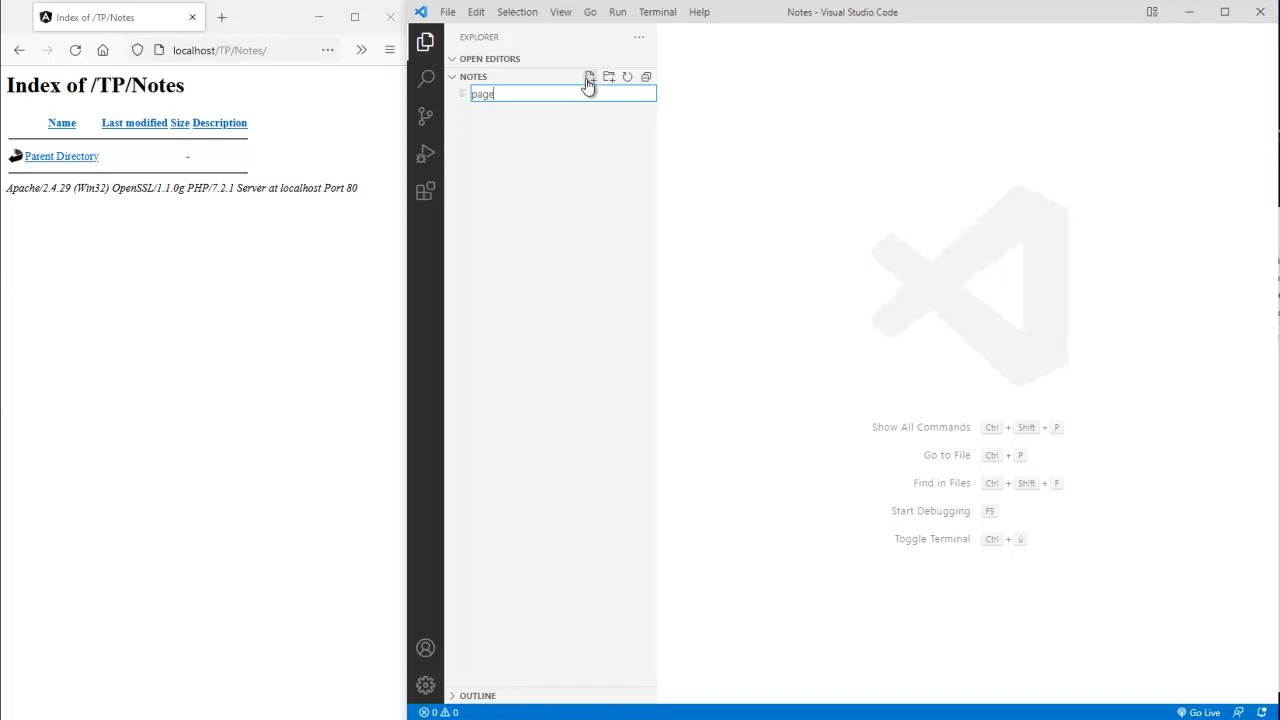 Index of /TP/Notes
localhost/TP/Notes/
Index of /TP/Notes
Name Last modified Size Description
Parent Directory -
Apache/2.4.29 (Win32) OpenSSL/1.1.0g PHP/7.2.1 Server at localhost Port 80
File Edit Selection View Go Run Terminal Help
Notes - Visual Studio Code
EXPLORER
OPEN EDITORS
NOTES
page
Show All Commands Ctrl + Shift + P
Go to File Ctrl + P
Find in Files Ctrl + Shift + F
Start Debugging F5
Toggle Terminal Ctrl + ú
OUTLINE
0 0
Go Live